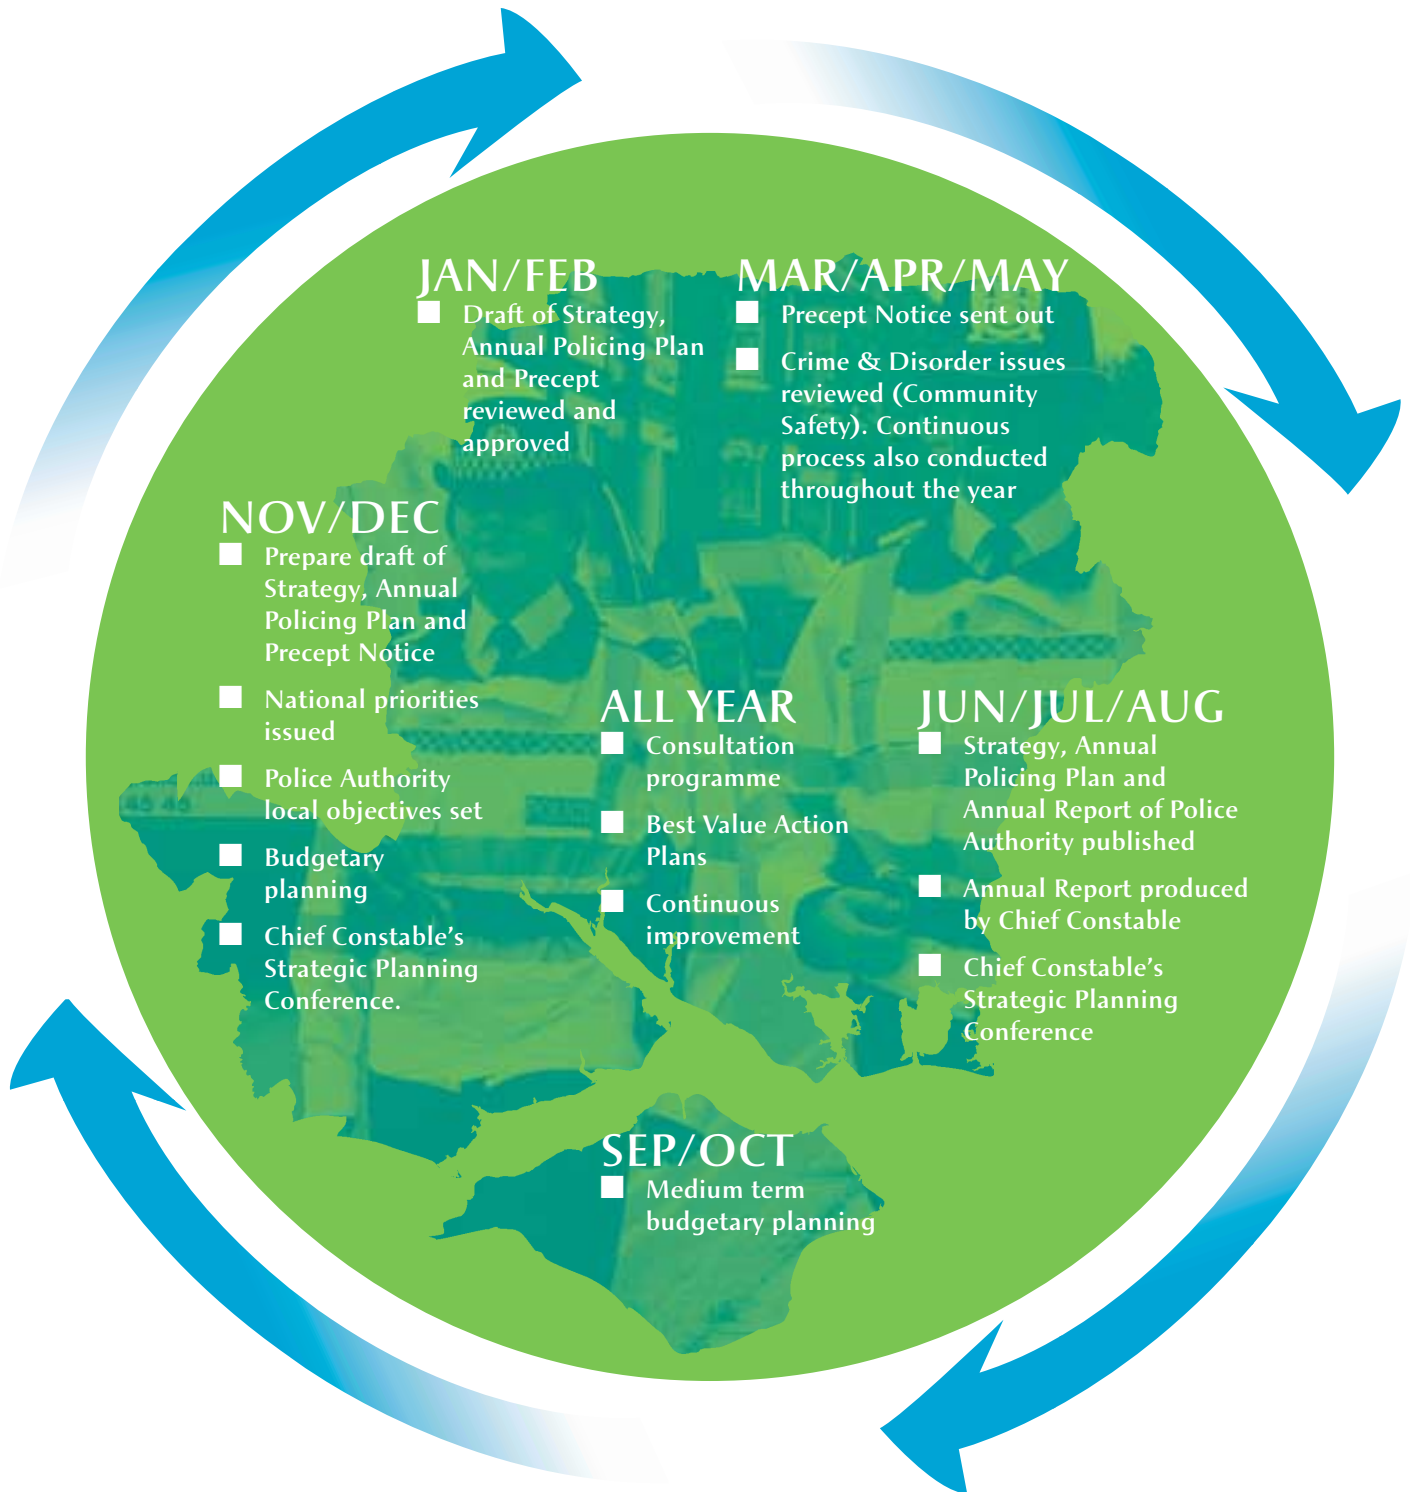 JAN/FEB
■ Draft of Strategy,
Annual Policing Plan
and Precept
reviewed and
approved
MAR/APR/MAY
■ Precept Notice sent out
■ Crime & Disorder issues
reviewed (Community
Safety). Continuous
process also conducted
throughout the year
NOV/DEC
■ Prepare draft of
Strategy, Annual
Policing Plan and
Precept Notice
■ National priorities
issued
■ Police Authority
local objectives set
■ Budgetary
planning
■ Chief Constable’s
Strategic Planning
Conference.
ALL YEAR
■ Consultation
programme
■ Best Value Action
Plans
■ Continuous
improvement
JUN/JUL/AUG
■ Strategy, Annual
Policing Plan and
Annual Report of Police
Authority published
■ Annual Report produced
by Chief Constable
■ Chief Constable’s
Strategic Planning
Conference
SEP/OCT
■ Medium term
budgetary planning